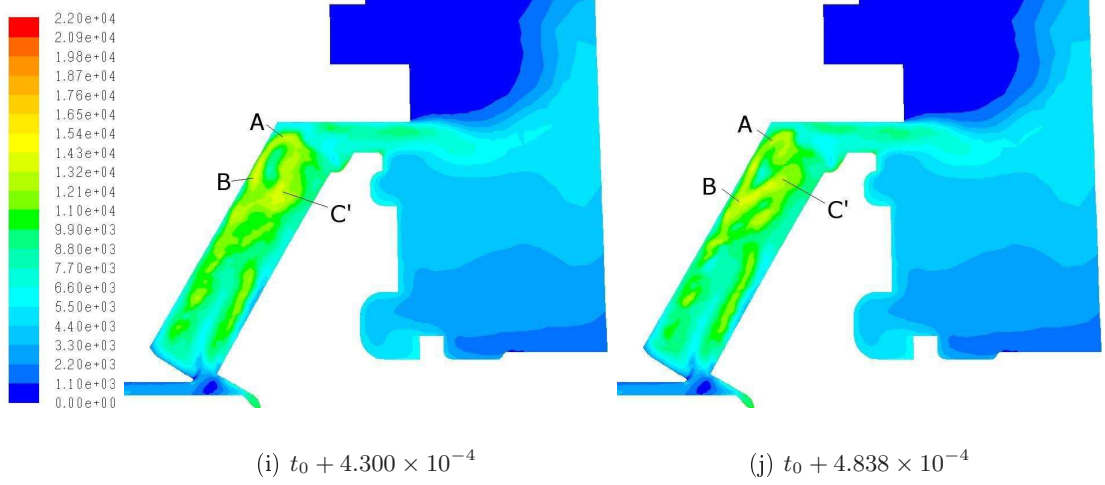 2.20e+04
2.09e+04
1.98e+04
1.87e+04
1.76e+04
1.65e+04
1.54e+04
1.43e+04
1.32e+04
1.21e+04
1.10e+04
9.90e+03
8.80e+03
7.70e+03
6.60e+03
5.50e+03
4.40e+03
3.30e+03
2.20e+03
1.10e+03
0.00e+00
A
B
C'
A
B
C'
(i) t₀ + 4.300 × 10⁻⁴
(j) t₀ + 4.838 × 10⁻⁴